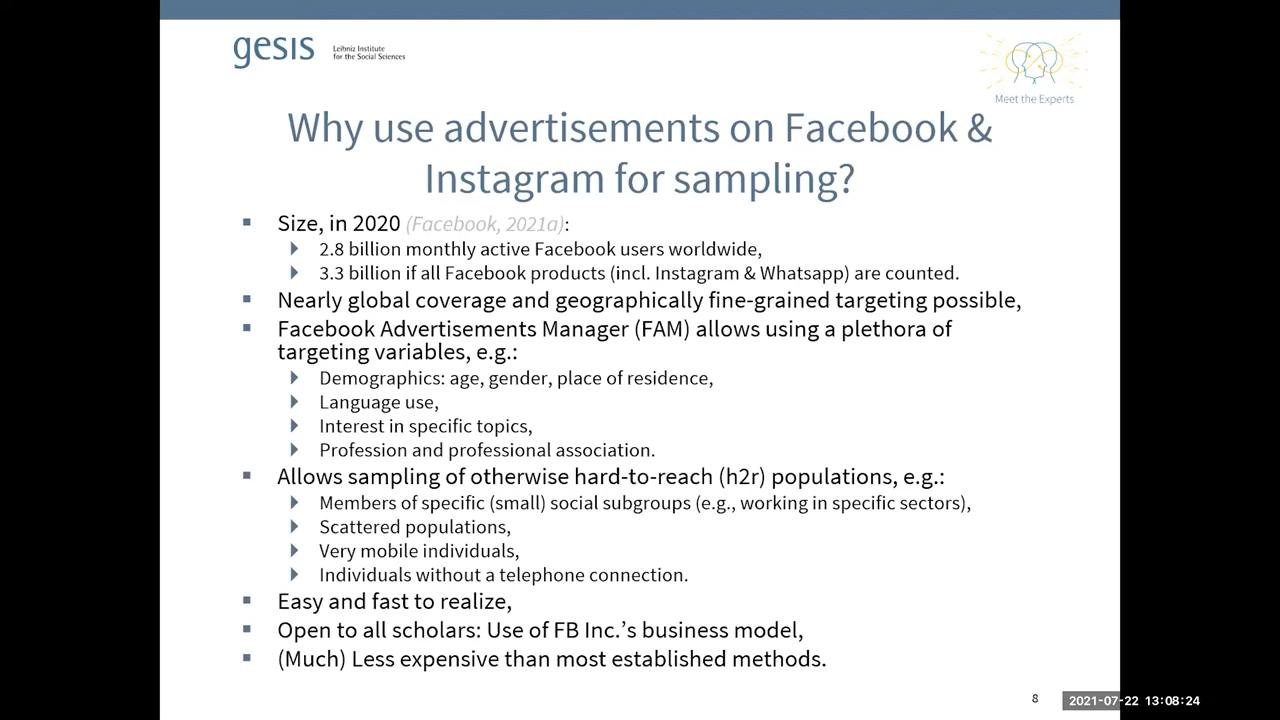 gesis
Leibniz Institute
for the Social Sciences
Meet the Experts
Why use advertisements on Facebook &
Instagram for sampling?
Size, in 2020 (Facebook, 2021a):
2.8 billion monthly active Facebook users worldwide,
3.3 billion if all Facebook products (incl. Instagram & Whatsapp) are counted.
Nearly global coverage and geographically fine-grained targeting possible,
Facebook Advertisements Manager (FAM) allows using a plethora of
targeting variables, e.g.:
Demographics: age, gender, place of residence,
Language use,
Interest in specific topics,
Profession and professional association.
Allows sampling of otherwise hard-to-reach (h2r) populations, e.g.:
Members of specific (small) social subgroups (e.g., working in specific sectors),
Scattered populations,
Very mobile individuals,
Individuals without a telephone connection.
Easy and fast to realize,
Open to all scholars: Use of FB Inc.’s business model,
(Much) Less expensive than most established methods.
8
2021-07-22 13:08:24